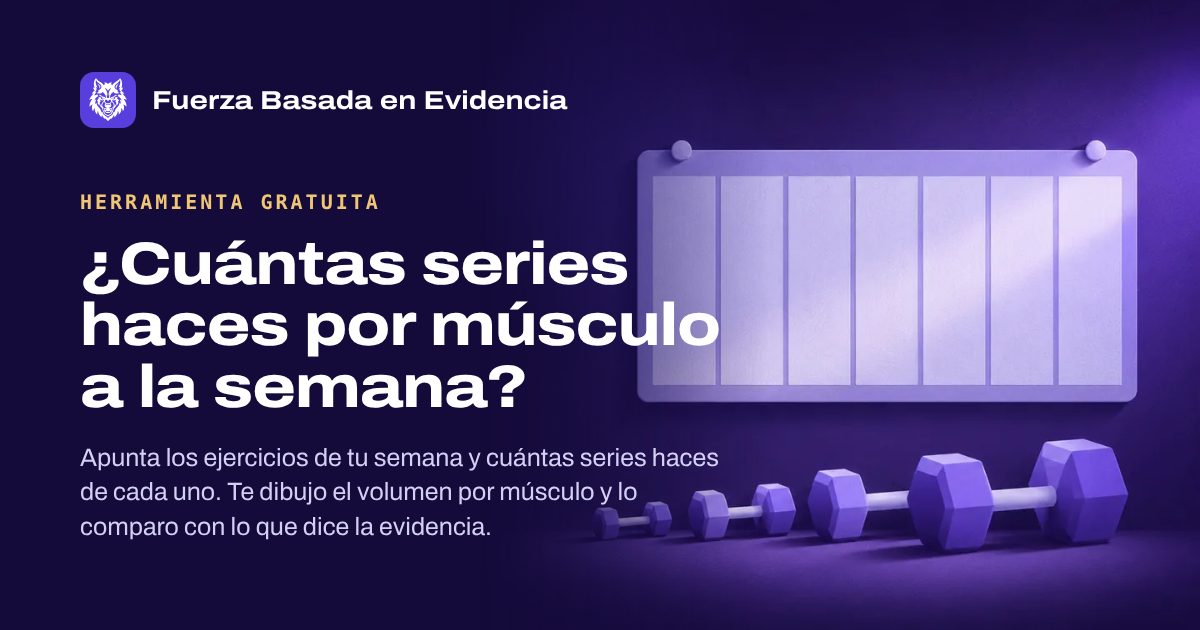 Fuerza Basada en Evidencia
HERRAMIENTA GRATUITA
¿Cuántas series
haces por músculo
a la semana?
Apunta los ejercicios de tu semana y cuántas series haces
de cada uno. Te dibujo el volumen por músculo y lo
comparo con lo que dice la evidencia.